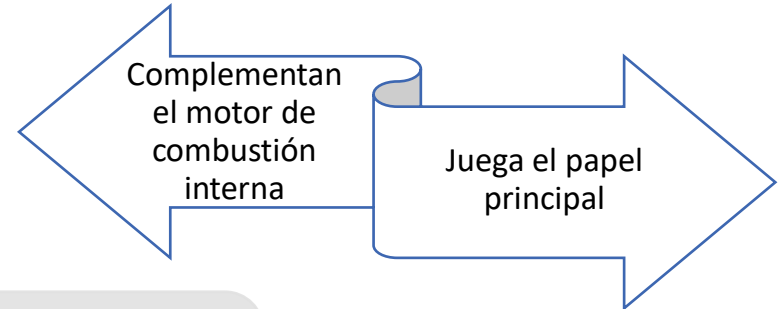 Complementan
el motor de
combustión
interna
Juega el papel
principal